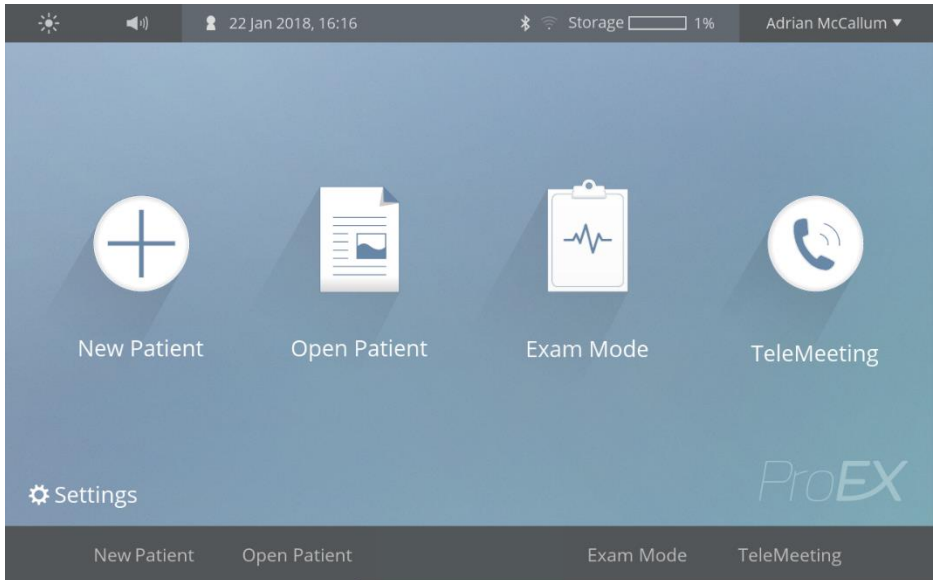 22 Jan 2018, 16:16 Storage 1% Adrian McCallum
New Patient Open Patient Exam Mode TeleMeeting
Settings
ProEX
New Patient Open Patient Exam Mode TeleMeeting